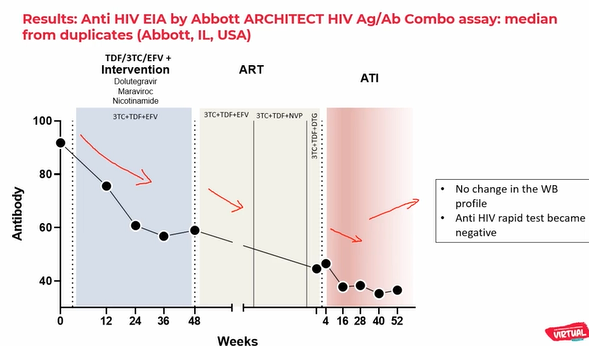 Results: Anti HIV EIA by Abbott ARCHITECT HIV Ag/Ab Combo assay: median
from duplicates (Abbott, IL, USA)
TDF/3TC/EFV +
Intervention
Dolutegravir
Maraviroc
Nicotinamide
ART
ATI
3TC+TDF+EFV
3TC+TDF+EFV
3TC+TDF+NVP
3TC+TDF+DTG
Antibody
100
80
60
40
0
12
24
36
48
4
16
28
40
52
Weeks
• No change in the WB
profile
• Anti HIV rapid test became
negative
VIRTUAL